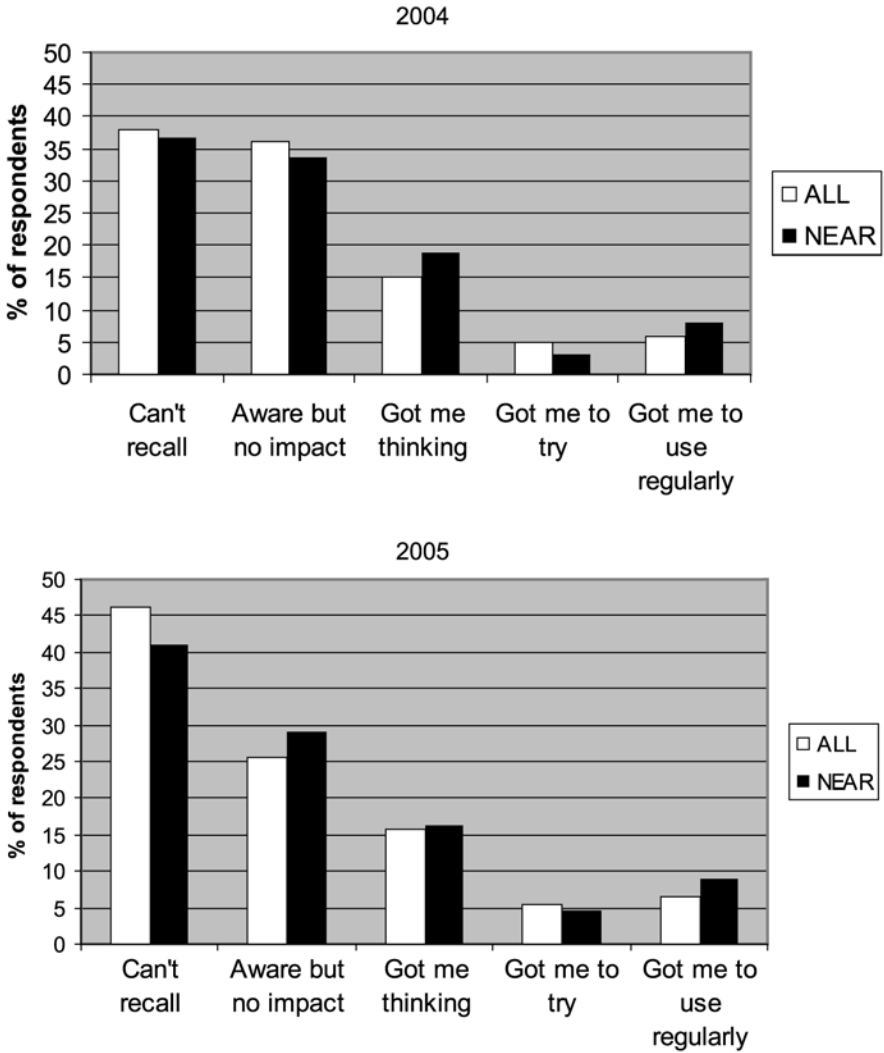 2004
% of respondents
50
45
40
35
30
25
20
15
10
5
0
Can't
recall
Aware but
no impact
Got me
thinking
Got me to
try
Got me to
use
regularly
ALL
NEAR
2005
% of respondents
50
45
40
35
30
25
20
15
10
5
0
Can't
recall
Aware but
no impact
Got me
thinking
Got me to
try
Got me to
use
regularly
ALL
NEAR